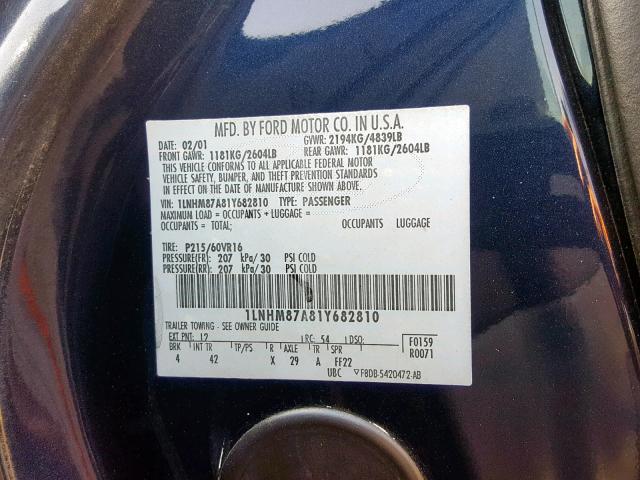 MFD. BY FORD MOTOR CO. IN U.S.A.
DATE: 02/01 GVWR: 2194KG/4839LB
FRONT GAWR: 1181KG/2604LB REAR GAWR: 1181KG/2604LB
THIS VEHICLE CONFORMS TO ALL APPLICABLE FEDERAL MOTOR
VEHICLE SAFETY, BUMPER, AND THEFT PREVENTION STANDARDS
IN EFFECT ON THE DATE OF MANUFACTURE SHOWN ABOVE.
VIN: 1LNHM87A81Y682810 TYPE: PASSENGER
MAXIMUM LOAD = OCCUPANTS + LUGGAGE =
OCCUPANTS = TOTAL; OCCUPANTS LUGGAGE
TIRE: P215/60VR16
PRESSURE(FR): 207 kPa/30 PSI COLD
PRESSURE(RR): 207 kPa/30 PSI COLD
1LNHM87A81Y682810
TRAILER TOWING - SEE OWNER GUIDE
EXT PNT: 12 RC: 54 DSO: F0159
BRK INT TR TP/PS R AXLE TR SPR R0071
4 42 X 29 A FF22
UBC F8DB-5420472-AB